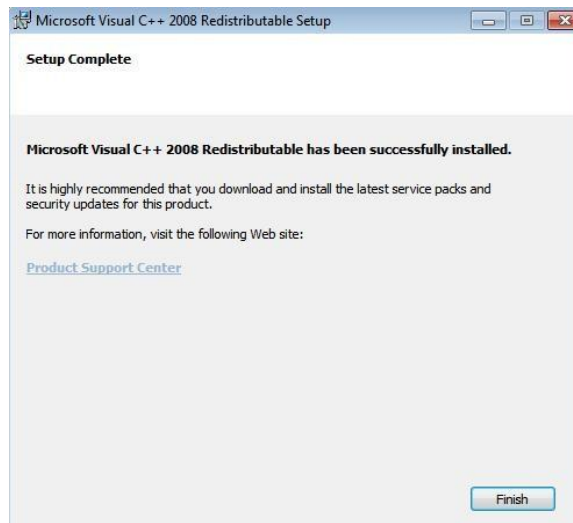 Microsoft Visual C++ 2008 Redistributable Setup
Setup Complete
Microsoft Visual C++ 2008 Redistributable has been successfully installed.
It is highly recommended that you download and install the latest service packs and
security updates for this product.
For more information, visit the following Web site:
Product Support Center
Finish